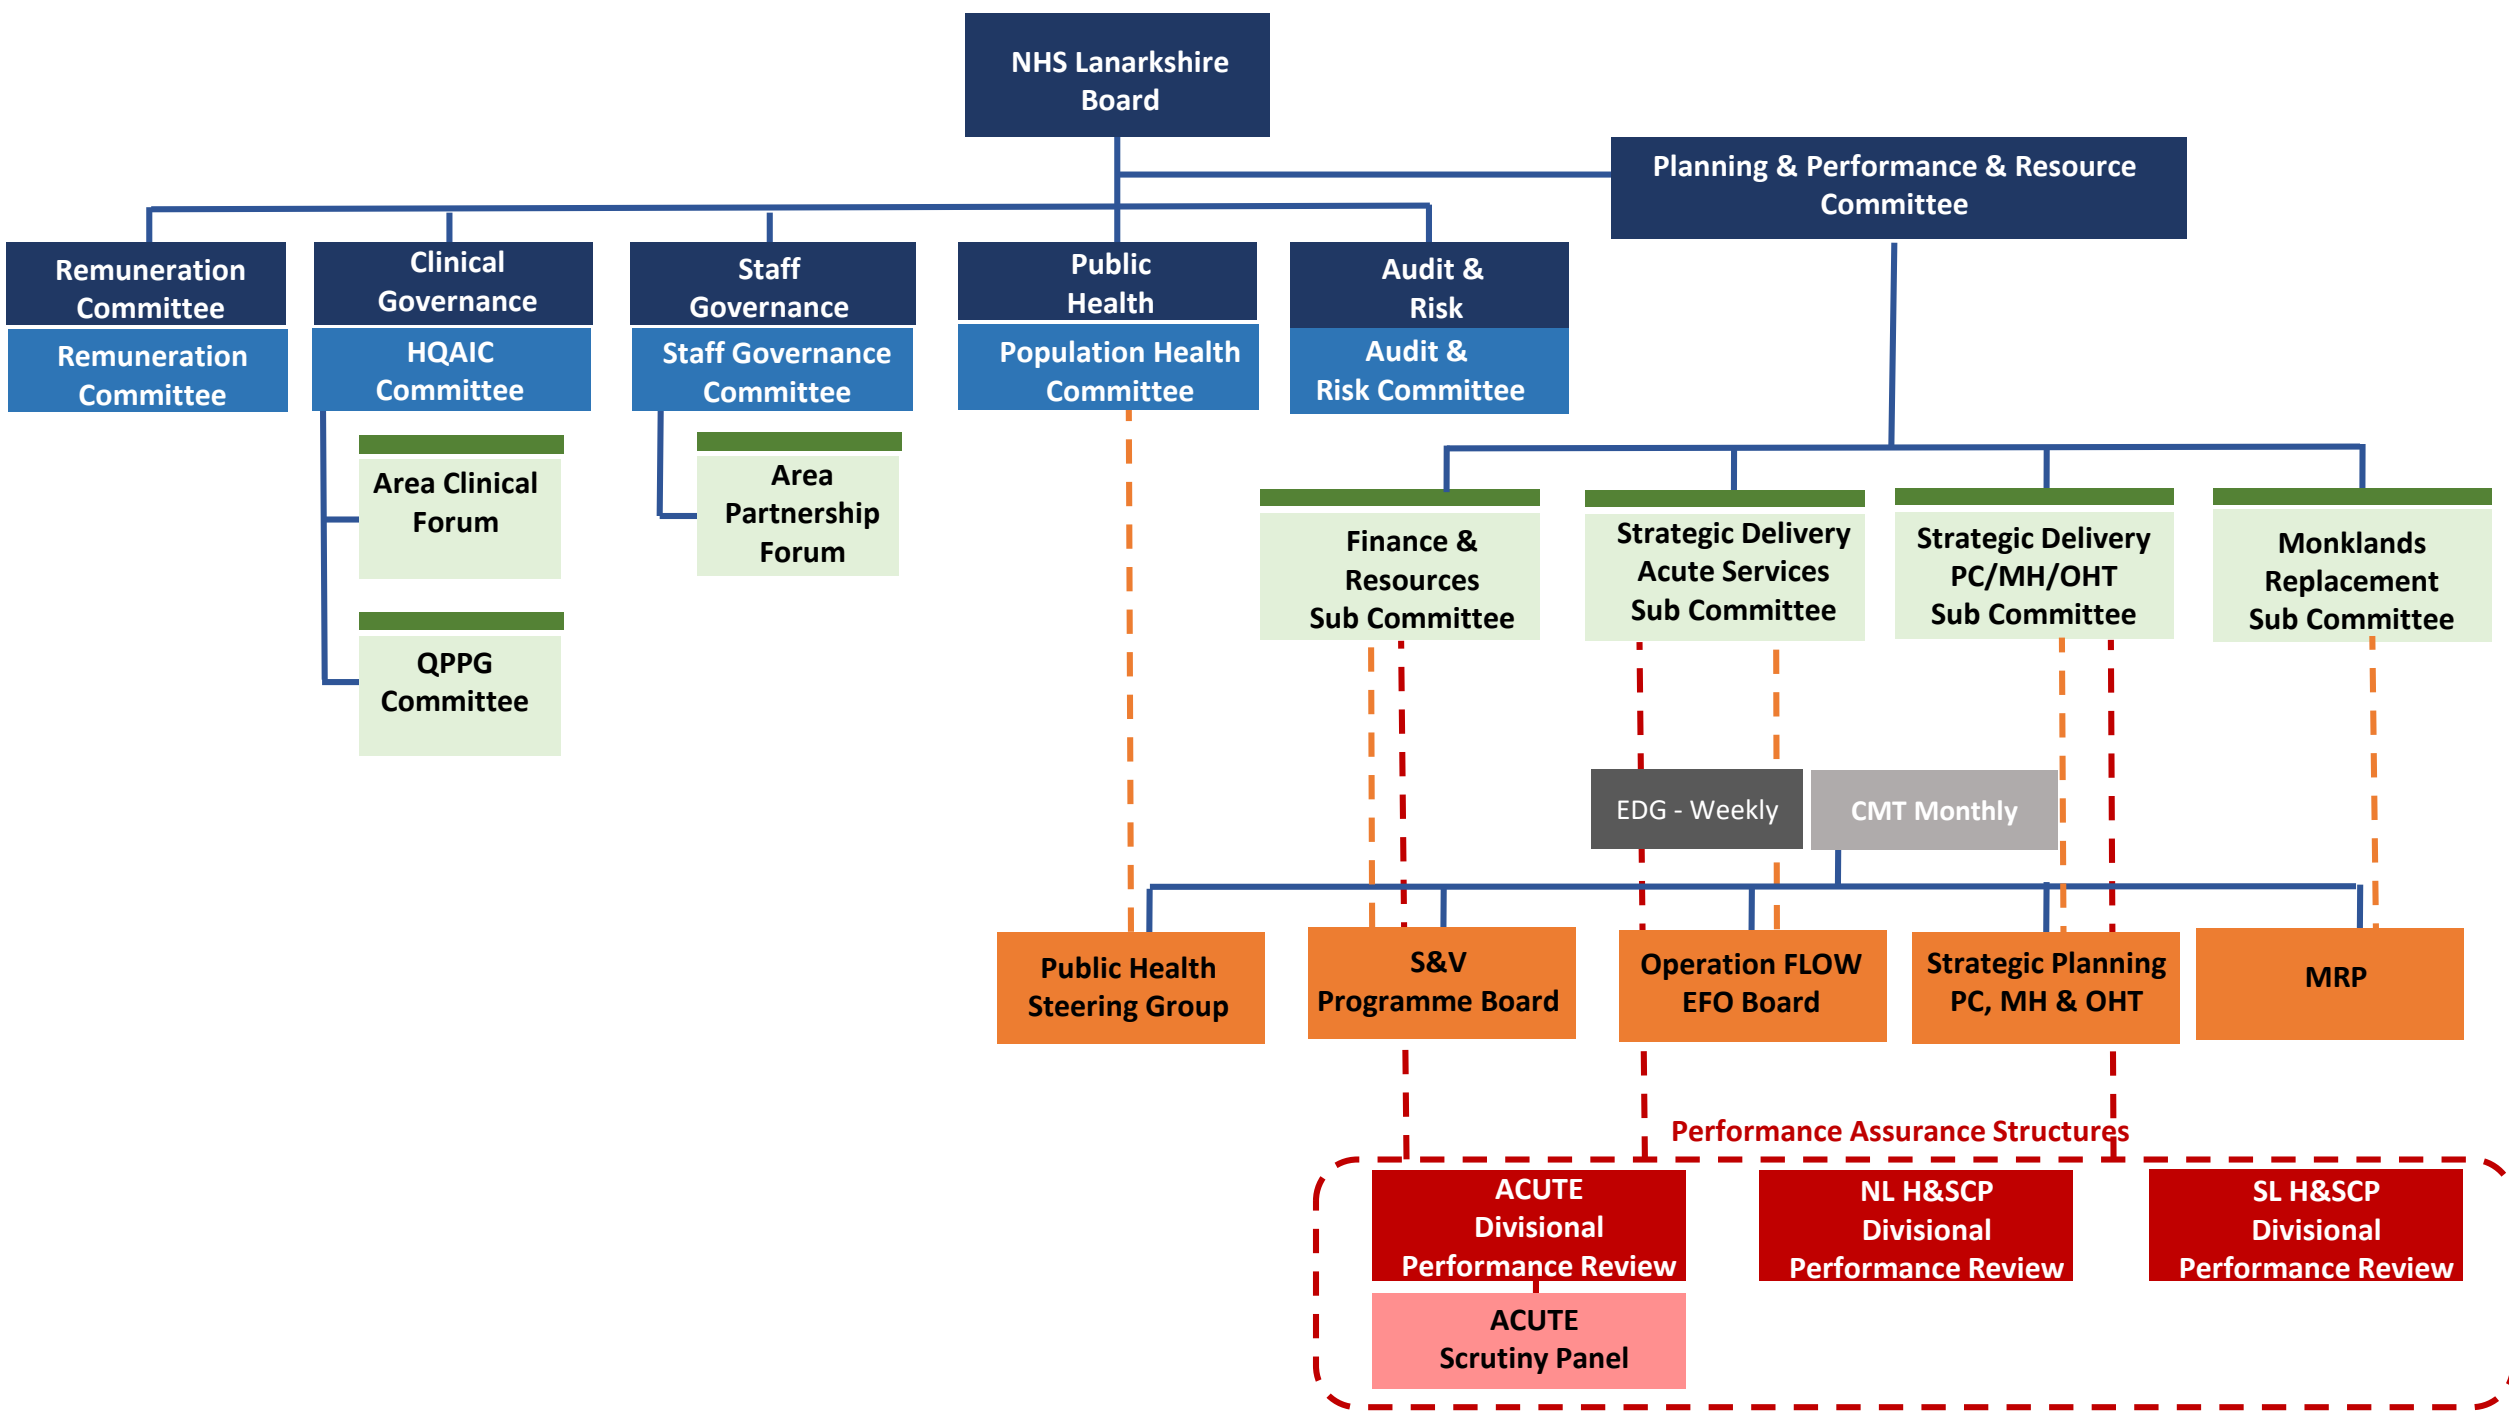 NHS Lanarkshire
Board
Planning & Performance & Resource
Committee
Remuneration
Committee
Clinical
Governance
Staff
Governance
Public
Health
Audit &
Risk
Remuneration
Committee
HQAIC
Committee
Staff Governance
Committee
Population Health
Committee
Audit &
Risk Committee
Area Clinical
Forum
Area
Partnership
Forum
QPPG
Committee
Finance &
Resources
Sub Committee
Strategic Delivery
Acute Services
Sub Committee
Strategic Delivery
PC/MH/OHT
Sub Committee
Monklands
Replacement
Sub Committee
EDG - Weekly
CMT Monthly
Public Health
Steering Group
S&V
Programme Board
Operation FLOW
EFO Board
Strategic Planning
PC, MH & OHT
MRP
Performance Assurance Structures
ACUTE
Divisional
Performance Review
NL H&SCP
Divisional
Performance Review
SL H&SCP
Divisional
Performance Review
ACUTE
Scrutiny Panel